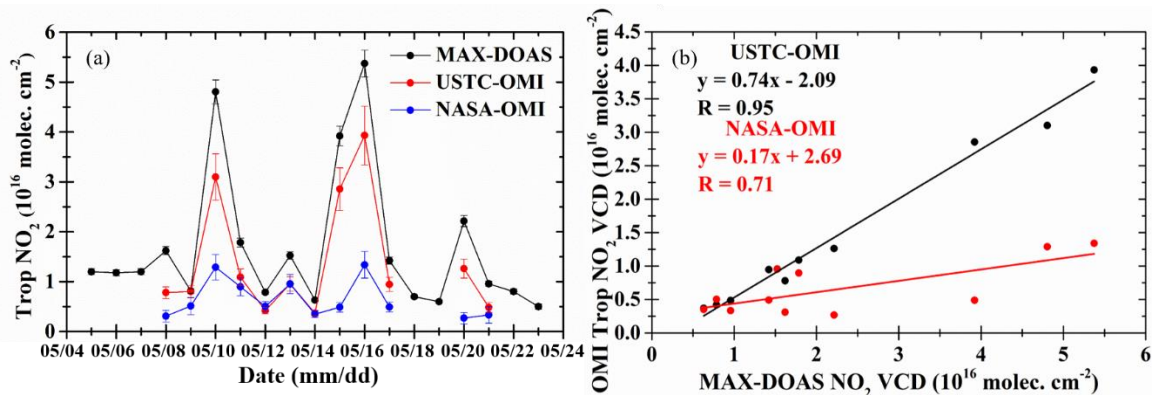 (a)
MAX-DOAS
USTC-OMI
NASA-OMI
Trop NO2 (10^16 molec. cm^-2)
6
5
4
3
2
1
0
05/04 05/06 05/08 05/10 05/12 05/14 05/16 05/18 05/20 05/22 05/24
Date (mm/dd)
(b)
USTC-OMI
y = 0.74x - 2.09
R = 0.95
NASA-OMI
y = 0.17x + 2.69
R = 0.71
OMI Trop NO2 VCD (10^16 molec. cm^-2)
4.5
4.0
3.5
3.0
2.5
2.0
1.5
1.0
0.5
0.0
0 1 2 3 4 5 6
MAX-DOAS NO2 VCD (10^16 molec. cm^-2)